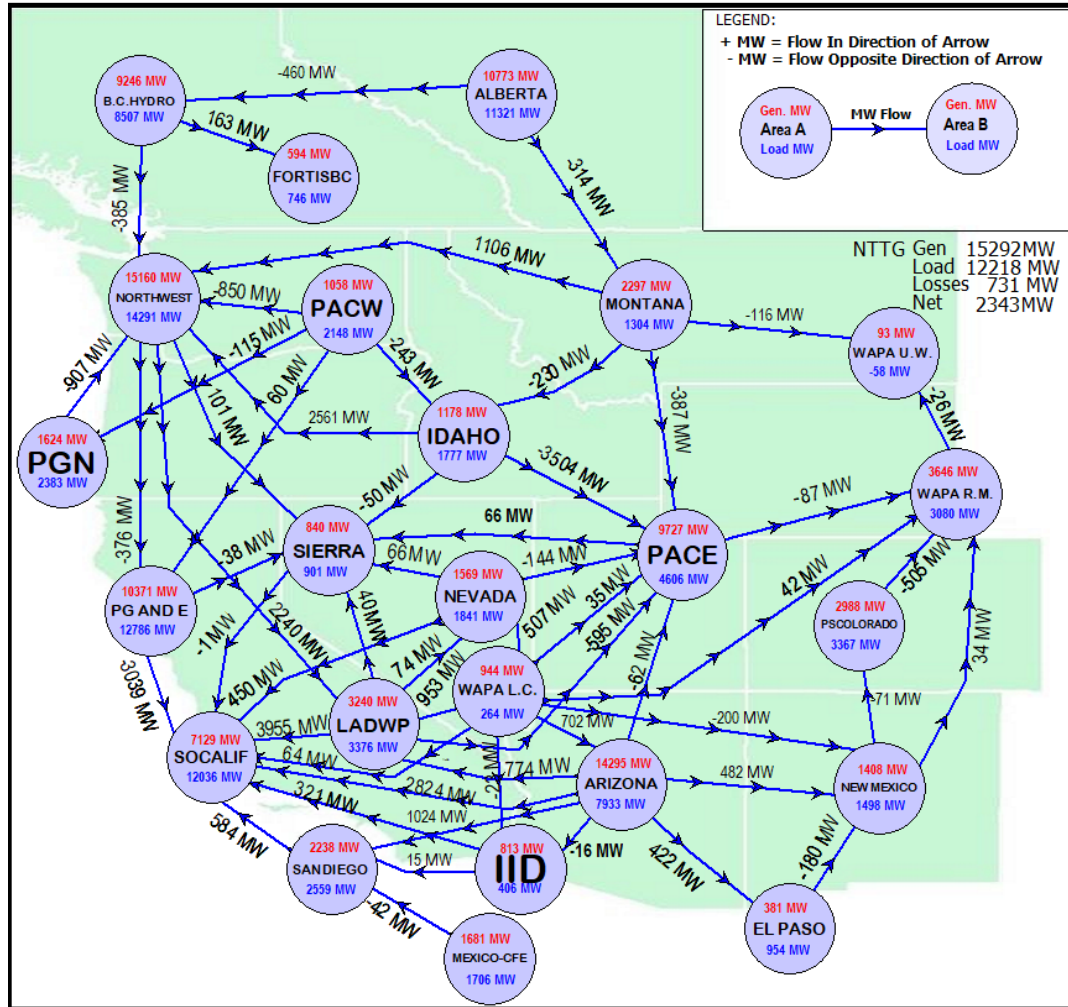 LEGEND:
+ MW = Flow In Direction of Arrow
- MW = Flow Opposite Direction of Arrow
Gen. MW
Area A
Load MW
MW Flow
Gen. MW
Area B
Load MW
NTTG Gen 15292MW
Load 12218 MW
Losses 731 MW
Net 2343MW
9246 MW
B.C.HYDRO
8507 MW
-460 MW
10773 MW
ALBERTA
11321 MW
163 MW
594 MW
FORTISBC
746 MW
-385 MW
-314 MW
1106 MW
15160 MW
NORTHWEST
14291 MW
-850 MW
1058 MW
PACW
2148 MW
2297 MW
MONTANA
1304 MW
-116 MW
93 MW
WAPA U.W.
-58 MW
-907 MW
-115MW
-243 MW
60 MW
-230 MW
-387 MW
-26 MW
101 MW
2561 MW
1178 MW
IDAHO
1777 MW
1624 MW
PGN
2383 MW
-3504 MW
3646 MW
WAPA R.M.
3080 MW
-50 MW
-87 MW
-376 MW
-38 MW
840 MW
SIERRA
901 MW
66 MW
66 MW
-144 MW
9727 MW
PACE
4606 MW
-505 MW
10371 MW
PG AND E
12786 MW
1569 MW
NEVADA
1841 MW
507 MW
35 MW
-595 MW
42 MW
2988 MW
PSCOLORADO
3367 MW
-1 MW
2240 MW
40 MW
74 MW
953 MW
-62 MW
34 MW
-3039 MW
450 MW
944 MW
WAPA L.C.
264 MW
3240 MW
LADWP
3376 MW
702 MW
-200 MW
-71 MW
7129 MW
SOCALIF
12036 MW
3955 MW
64 MW
-774 MW
14295 MW
ARIZONA
7933 MW
482 MW
1408 MW
NEW MEXICO
1498 MW
2824 MW
321 MW
1024 MW
584 MW
15 MW
-16 MW
422 MW
-180 MW
2238 MW
SANDIEGO
2559 MW
813 MW
IID
406 MW
-42 MW
381 MW
EL PASO
954 MW
1681 MW
MEXICO-CFE
1706 MW